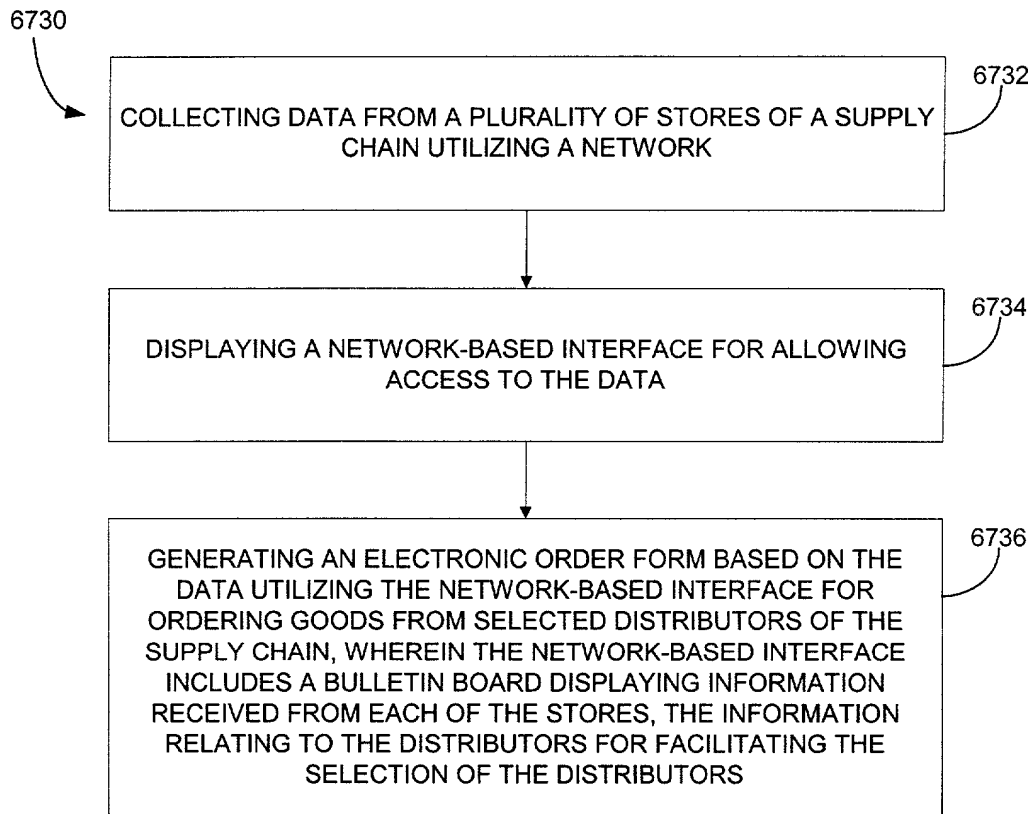 6730
6732
COLLECTING DATA FROM A PLURALITY OF STORES OF A SUPPLY
CHAIN UTILIZING A NETWORK
6734
DISPLAYING A NETWORK-BASED INTERFACE FOR ALLOWING
ACCESS TO THE DATA
6736
GENERATING AN ELECTRONIC ORDER FORM BASED ON THE
DATA UTILIZING THE NETWORK-BASED INTERFACE FOR
ORDERING GOODS FROM SELECTED DISTRIBUTORS OF THE
SUPPLY CHAIN, WHEREIN THE NETWORK-BASED INTERFACE
INCLUDES A BULLETIN BOARD DISPLAYING INFORMATION
RECEIVED FROM EACH OF THE STORES, THE INFORMATION
RELATING TO THE DISTRIBUTORS FOR FACILITATING THE
SELECTION OF THE DISTRIBUTORS